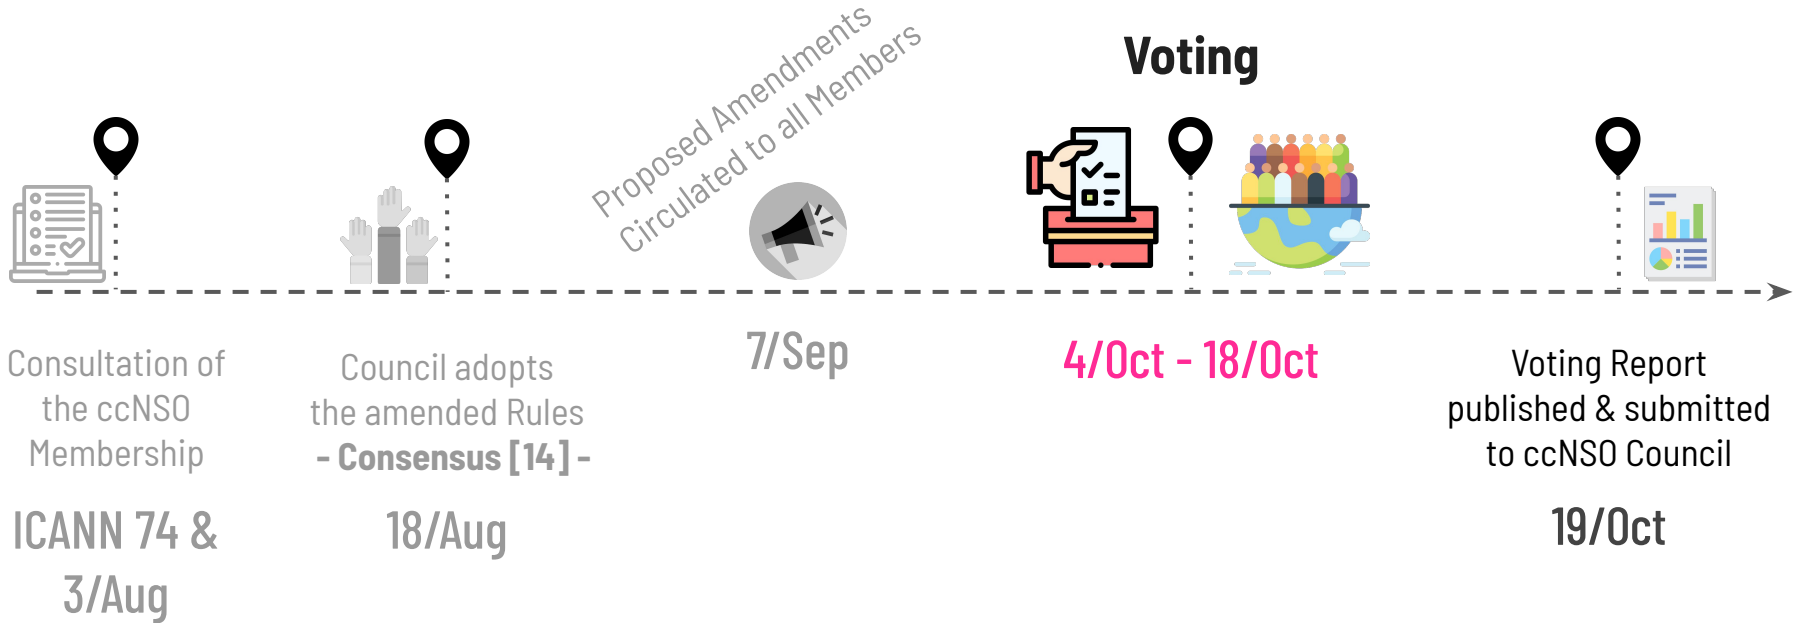 Proposed Amendments
Circulated to all Members
Voting
Consultation of
the ccNSO
Membership
ICANN 74 &
3/Aug
Council adopts
the amended Rules
- Consensus [14] -
18/Aug
7/Sep
4/Oct - 18/Oct
Voting Report
published & submitted
to ccNSO Council
19/Oct